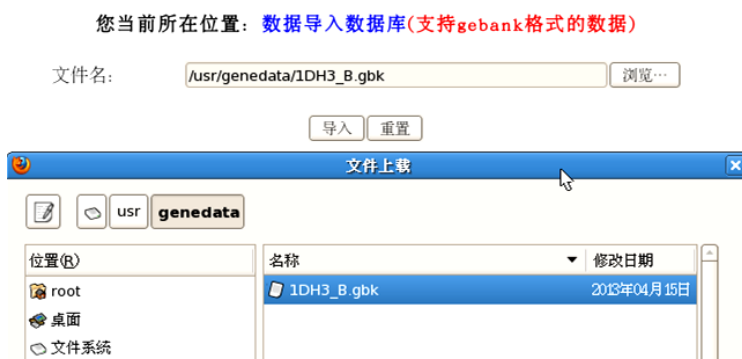 您当前所在位置：数据导入数据库(支持gebank格式的数据)
文件名： /usr/genedata/1DH3_B.gbk 浏览…
导入 重置
文件上载
usr genedata
位置(R) 名称 修改日期
root 1DH3_B.gbk 2013年04月15日
桌面
文件系统